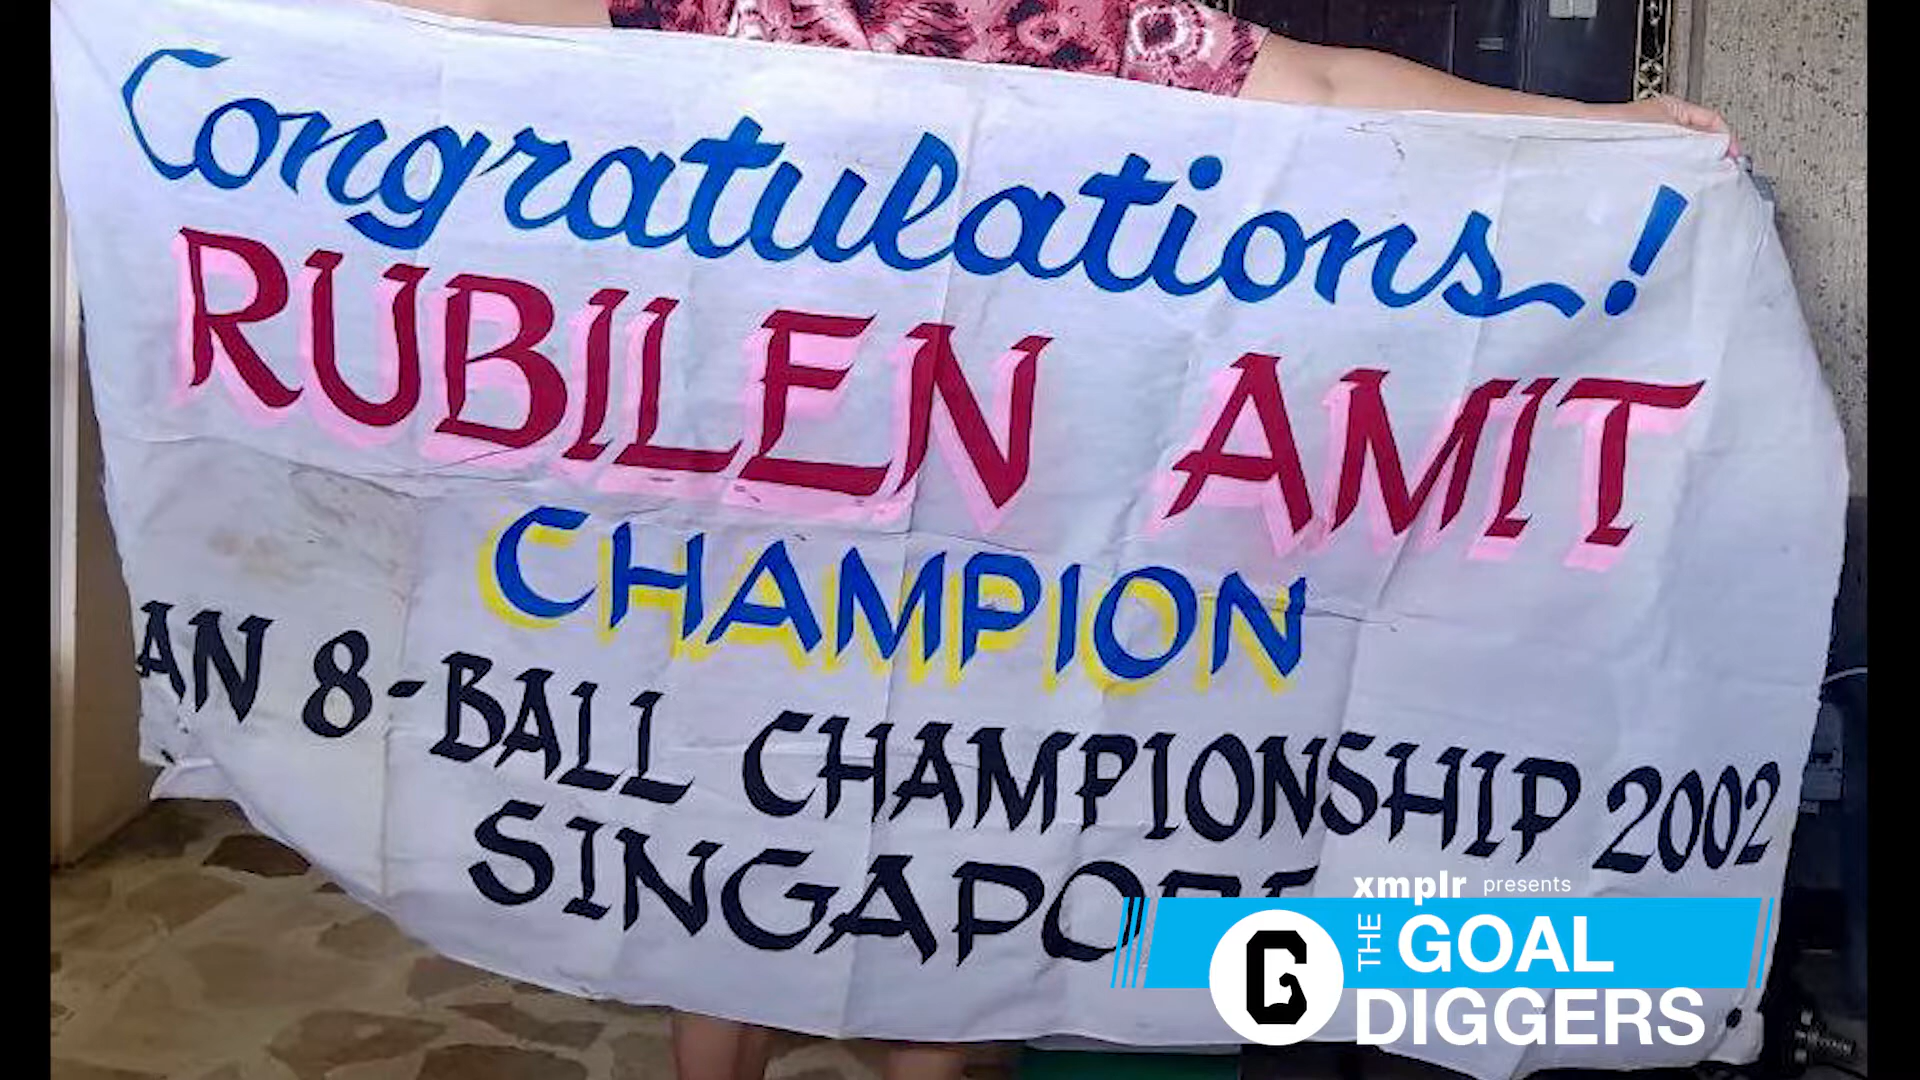 Congratulations!
RUBILEN AMIT
CHAMPION
AN 8-BALL CHAMPIONSHIP 2002
xmplr presents
G THE GOAL
DIGGERS